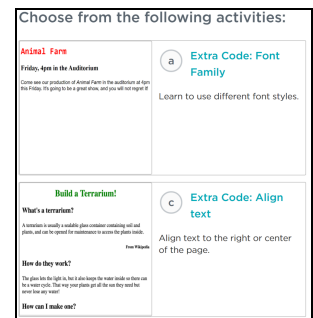 Choose from the following activities:
Animal Farm
Friday, 4pm in the Auditorium
Come see our production of Animal Farm in the auditorium at 4pm
this Friday. It's going to be a great show, and you will not regret it!
a
Extra Code: Font
Family
Learn to use different font styles.
Build a Terrarium!
What's a terrarium?
A terrarium is usually a sealable glass container containing soil and
plants, and can be opened for maintenance to access the plants inside.
From Wikipedia
How do they work?
The glass lets the light in, but it also keeps the water inside so there can
be a water cycle. That way your plants get all the sun they need but
never lose any water!
How can I make one?
c
Extra Code: Align
text
Align text to the right or center
of the page.